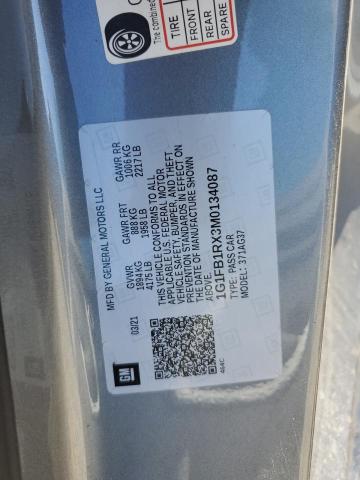 The combined
TIRE
FRONT
REAR
SPARE
MFD BY GENERAL MOTORS LLC
03/21
GVWR
1894 KG
4175 LB
GAWR FRT
888 KG
1958 LB
GAWR RR
1006 KG
2217 LB
THIS VEHICLE CONFORMS TO ALL
APPLICABLE U.S. FEDERAL MOTOR
VEHICLE SAFETY, BUMPER, AND THEFT
PREVENTION STANDARDS IN EFFECT ON
THE DATE OF MANUFACTURE SHOWN
ABOVE.
1G1FB1RX3M0134087
TYPE: PASS CAR
MODEL: 371AG37
GM
464C